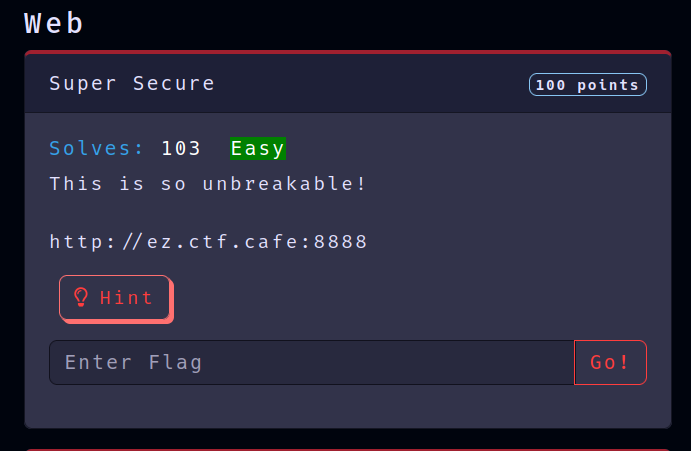 Web
Super Secure
100 points
Solves: 103 Easy
This is so unbreakable!
http://ez.ctf.cafe:8888
Hint
Enter Flag
Go!